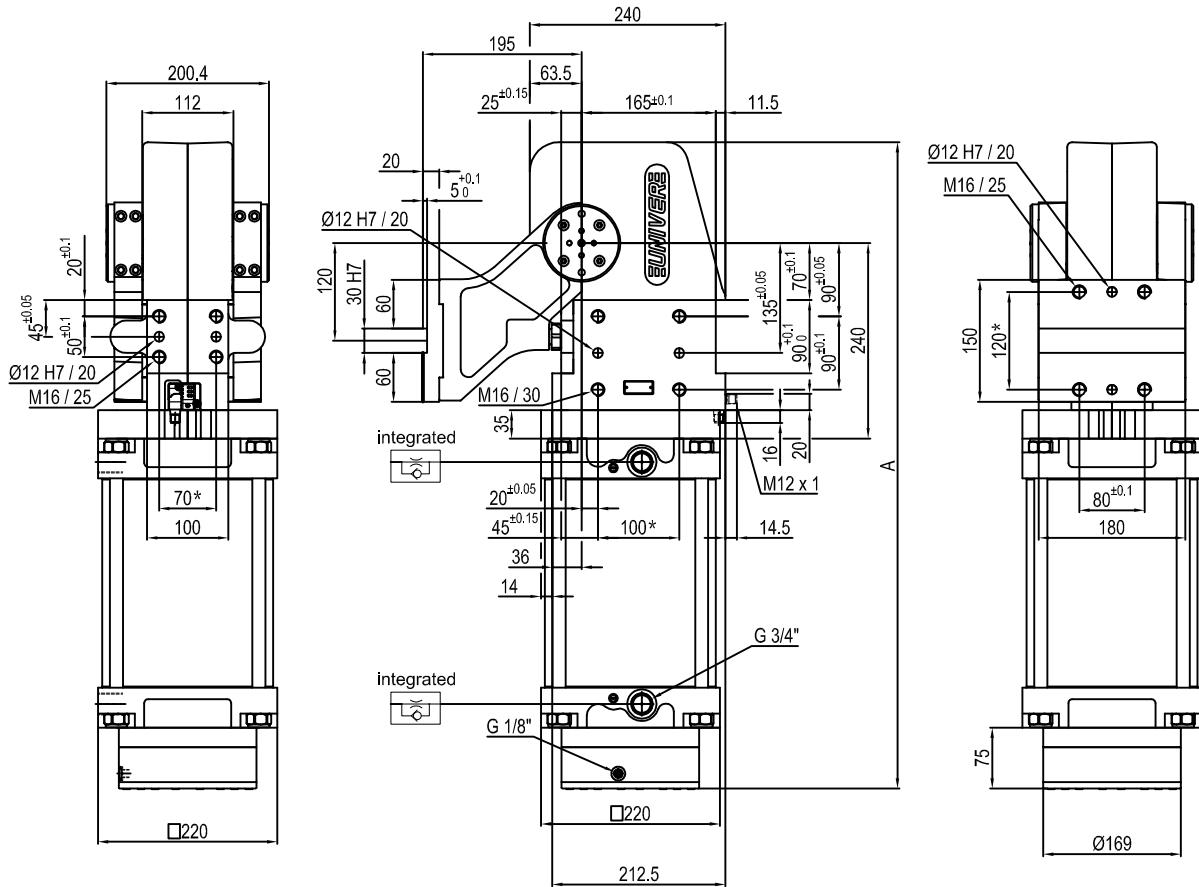 240
195
200.4
63.5
112
25±0.15
165±0.1
11.5
20
5 +0.1 0
Ø12 H7 / 20
M16 / 25
Ø12 H7 / 20
UNIVER
20±0.1
45±0.05
50±0.1
120
30 H7
60
60
135±0.05
70±0.1
90±0.05
90 +0.1 0
90±0.1
240
150
120*
Ø12 H7 / 20
M16 / 25
M16 / 30
35
16
20
A
integrated
M12 x 1
70*
100
20±0.05
45±0.15
100*
14.5
80±0.1
180
36
14
G 3/4"
integrated
G 1/8"
75
□220
□220
Ø169
212.5